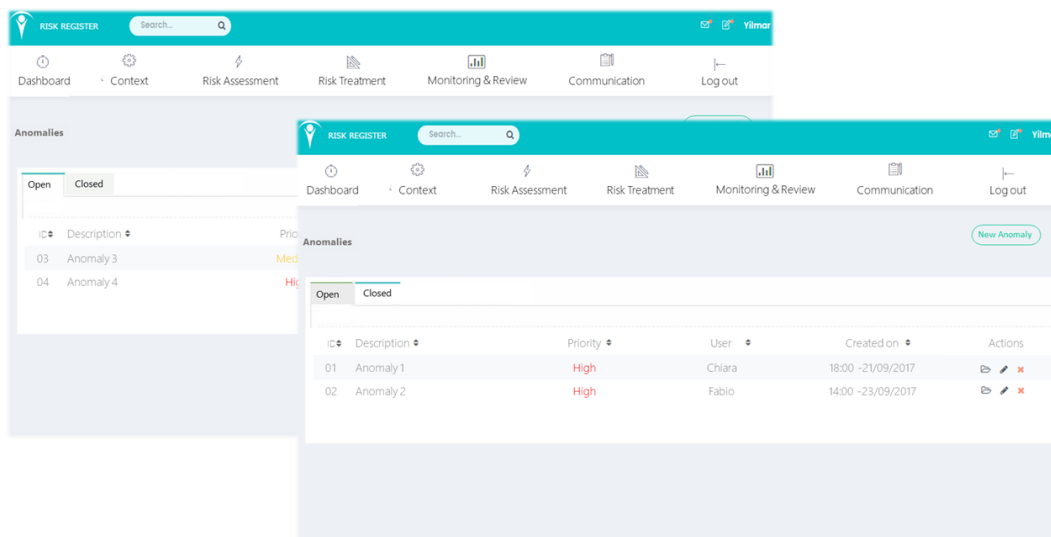 RISK REGISTER Search... Yilmar
Dashboard Context Risk Assessment Risk Treatment Monitoring & Review Communication Log out
Anomalies
Open Closed
ID Description
03 Anomaly 3
04 Anomaly 4
RISK REGISTER Search...
Dashboard Context Risk Assessment Risk Treatment Monitoring & Review Communication Log out
Anomalies New Anomaly
Open Closed
ID Description Priority User Created on Actions
01 Anomaly 1 High Chiara 18:00 -21/09/2017
02 Anomaly 2 High Fabio 14:00 -23/09/2017